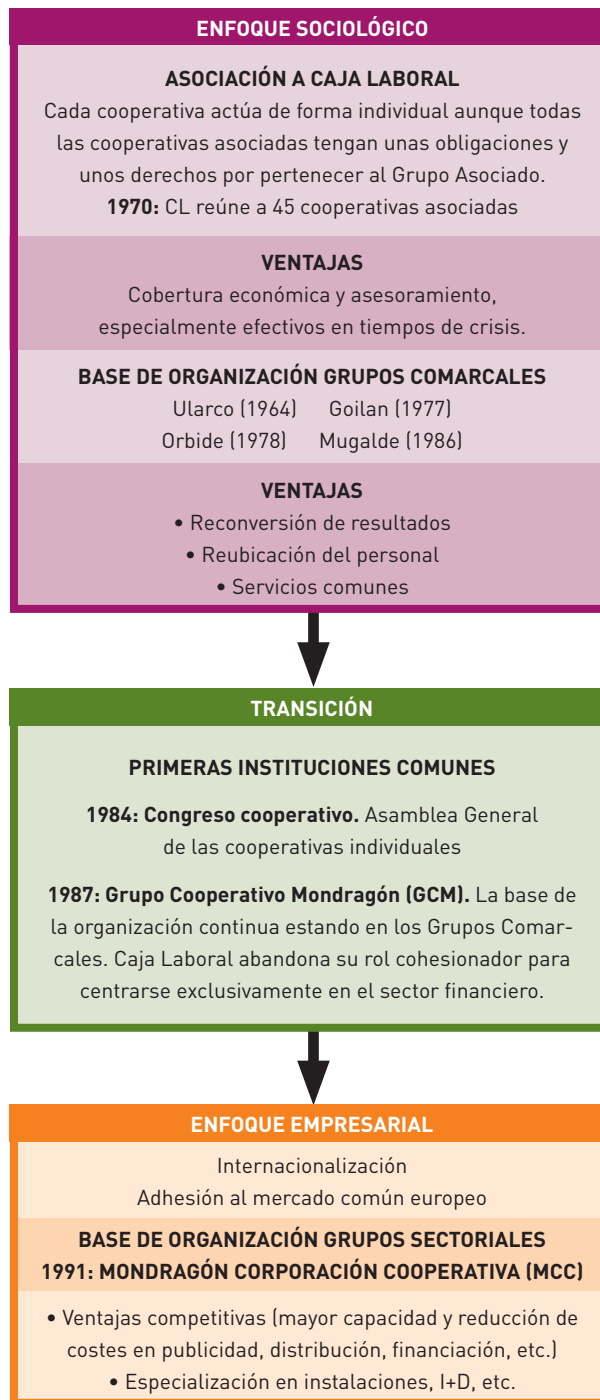 ENFOQUE SOCIOLÓGICO
ASOCIACIÓN A CAJA LABORAL
Cada cooperativa actúa de forma individual aunque todas
las cooperativas asociadas tengan unas obligaciones y
unos derechos por pertenecer al Grupo Asociado.
1970: CL reúne a 45 cooperativas asociadas
VENTAJAS
Cobertura económica y asesoramiento,
especialmente efectivos en tiempos de crisis.
BASE DE ORGANIZACIÓN GRUPOS COMARCALES
Ularco (1964) Goilan (1977)
Orbide (1978) Mugalde (1986)
VENTAJAS
• Reconversión de resultados
• Reubicación del personal
• Servicios comunes
TRANSICIÓN
PRIMERAS INSTITUCIONES COMUNES
1984: Congreso cooperativo. Asamblea General
de las cooperativas individuales
1987: Grupo Cooperativo Mondragón (GCM). La base de
la organización continua estando en los Grupos Comar-
cales. Caja Laboral abandona su rol cohesionador para
centrarse exclusivamente en el sector financiero.
ENFOQUE EMPRESARIAL
Internacionalización
Adhesión al mercado común europeo
BASE DE ORGANIZACIÓN GRUPOS SECTORIALES
1991: MONDRAGÓN CORPORACIÓN COOPERATIVA (MCC)
• Ventajas competitivas (mayor capacidad y reducción de
costes en publicidad, distribución, financiación, etc.)
• Especialización en instalaciones, I+D, etc.